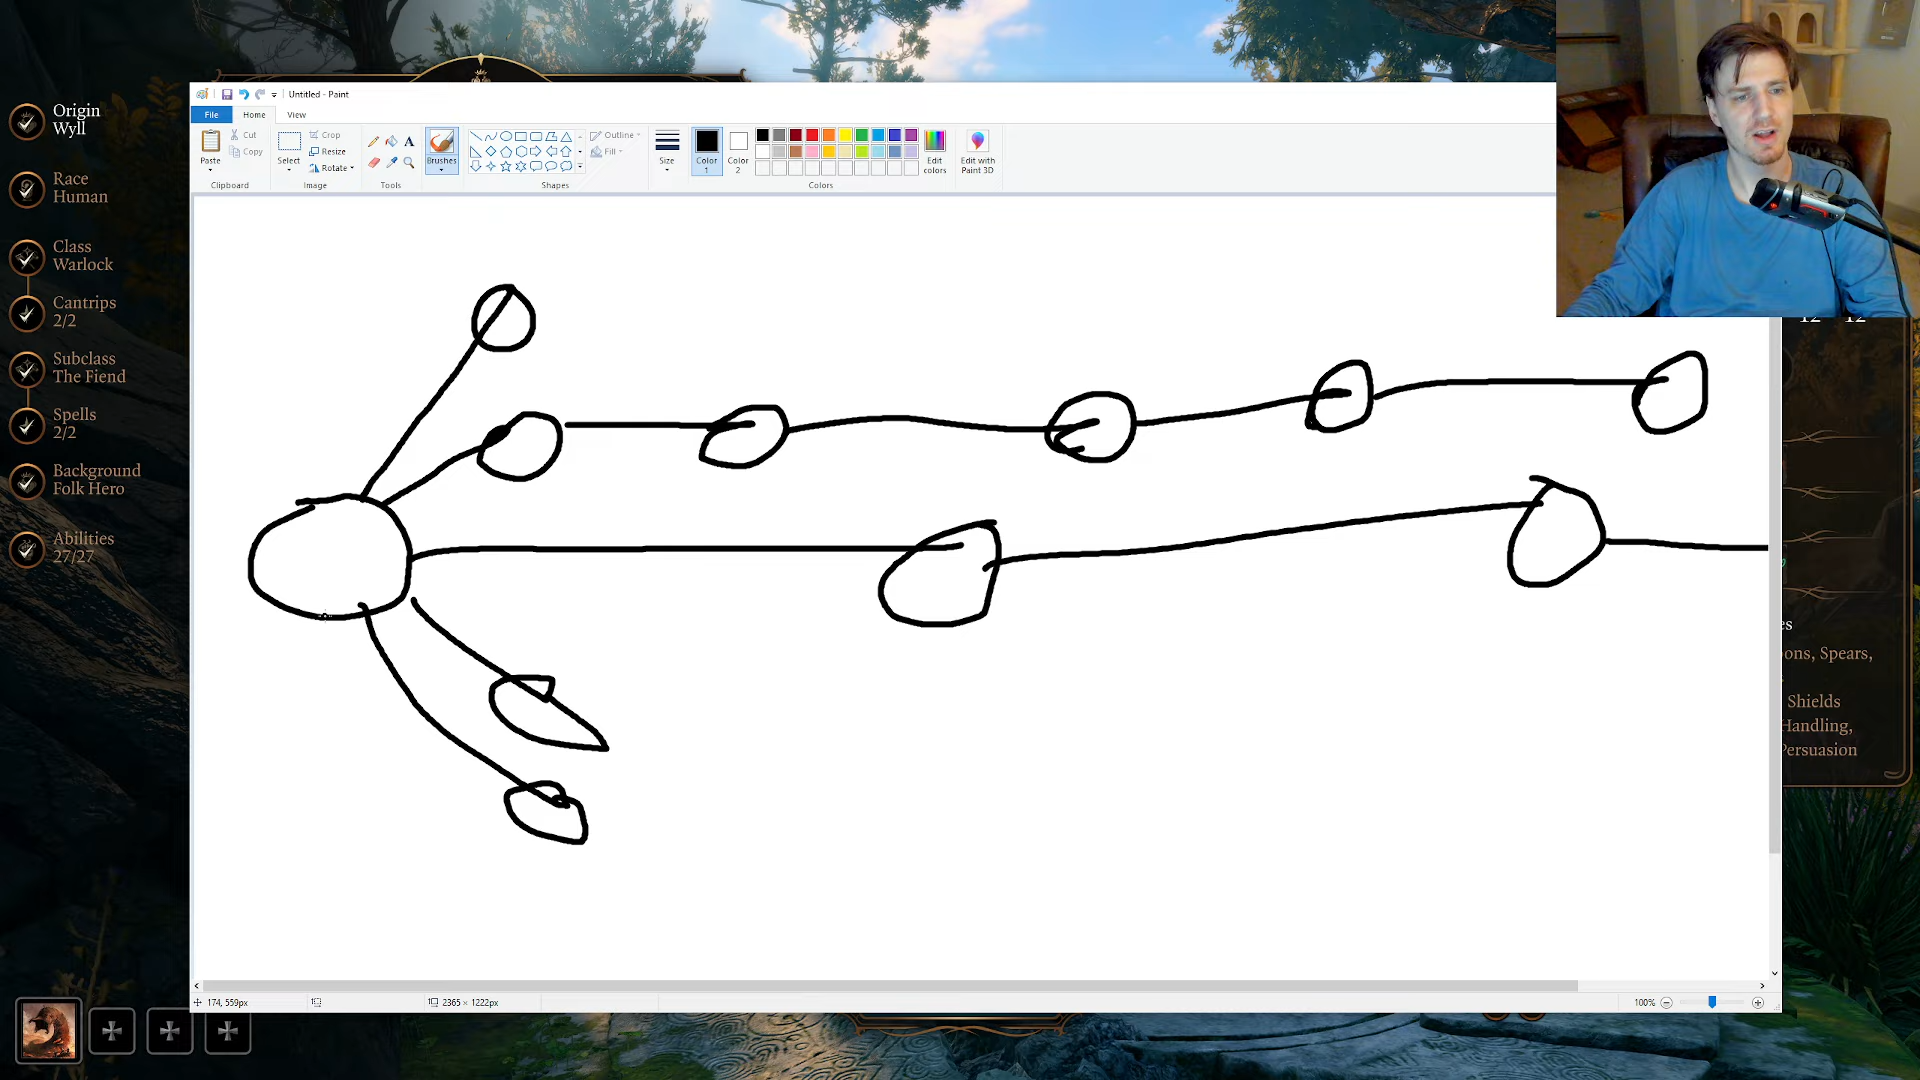 Origin
Wyll
Race
Human
Class
Warlock
Cantrips
2/2
Subclass
The Fiend
Spells
2/2
Background
Folk Hero
Abilities
27/27
Untitled - Paint
File
Home
View
Paste
Cut
Copy
Clipboard
Select
Crop
Resize
Rotate
Image
A
Tools
Brushes
Outline
Fill
Shapes
Size
Color
1
Color
2
Edit
colors
Edit with
Paint 3D
Colors
Spears,
Shields
Handling,
Persuasion
174, 559px
2365 × 1222px
100%